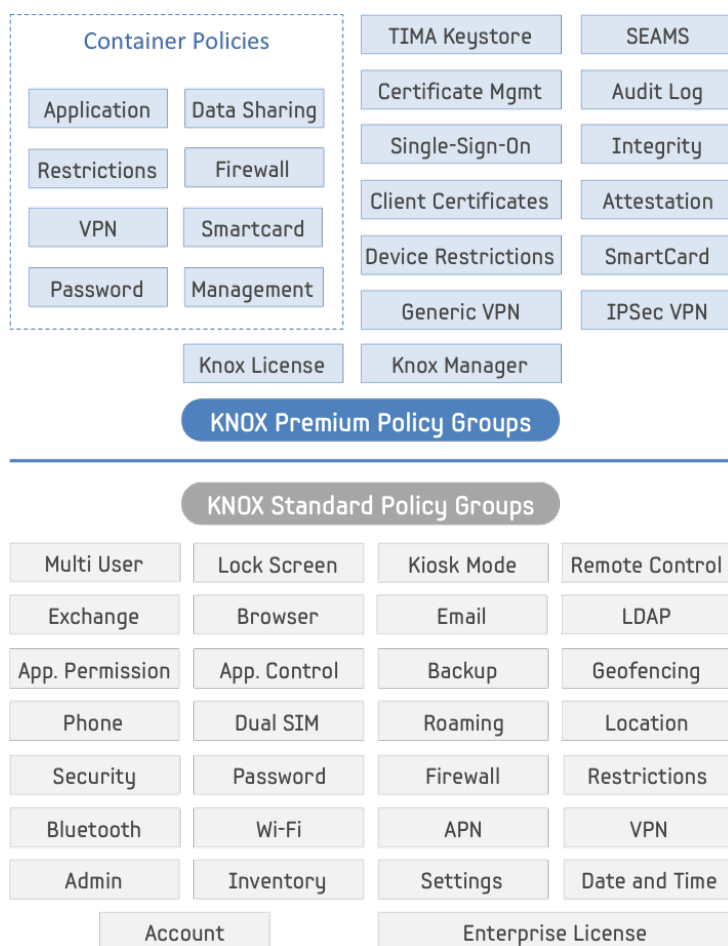 Container Policies
Application
Data Sharing
Restrictions
Firewall
VPN
Smartcard
Password
Management
TIMA Keystore
SEAMS
Certificate Mgmt
Audit Log
Single-Sign-On
Integrity
Client Certificates
Attestation
Device Restrictions
SmartCard
Generic VPN
IPSec VPN
Knox License
Knox Manager
KNOX Premium Policy Groups
KNOX Standard Policy Groups
Multi User
Lock Screen
Kiosk Mode
Remote Control
Exchange
Browser
Email
LDAP
App. Permission
App. Control
Backup
Geofencing
Phone
Dual SIM
Roaming
Location
Security
Password
Firewall
Restrictions
Bluetooth
Wi-Fi
APN
VPN
Admin
Inventory
Settings
Date and Time
Account
Enterprise License